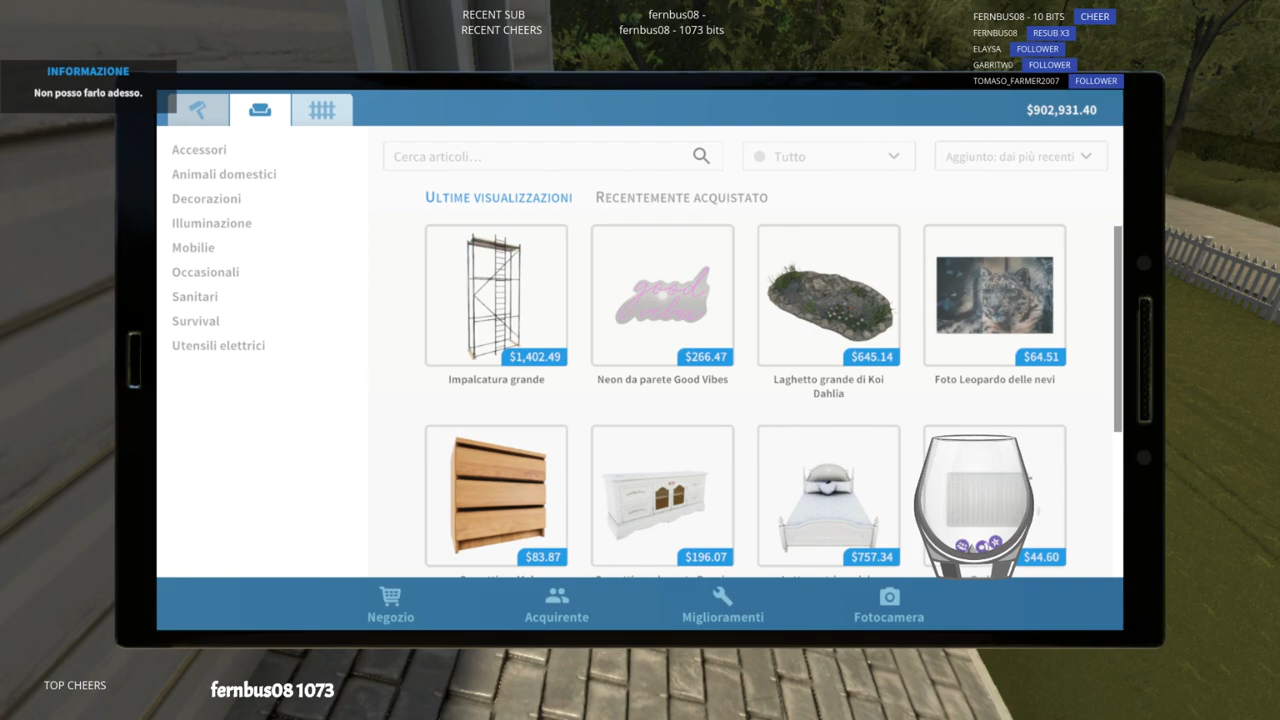 RECENT SUB
fernbus08 -
RECENT CHEERS
fernbus08 - 1073 bits
FERNBUS08 - 10 BITS CHEER
FERNBUS08 RESUB X3
ELAYSA FOLLOWER
GABRITW0 FOLLOWER
TOMASO_FARMER2007 FOLLOWER
INFORMAZIONE
Non posso farlo adesso.
$902,931.40
Accessori
Animali domestici
Decorazioni
Illuminazione
Mobilie
Occasionali
Sanitari
Survival
Utensili elettrici
Cerca articoli...
Tutto
Aggiunto: dai più recenti
ULTIME VISUALIZZAZIONI
RECENTEMENTE ACQUISTATO
good
vibes
$1,402.49
$266.47
$645.14
$64.51
Impalcatura grande
Neon da parete Good Vibes
Laghetto grande di Koi
Dahlia
Foto Leopardo delle nevi
$83.87
$196.07
$757.34
$44.60
Negozio
Acquirente
Miglioramenti
Fotocamera
TOP CHEERS
fernbus08 1073